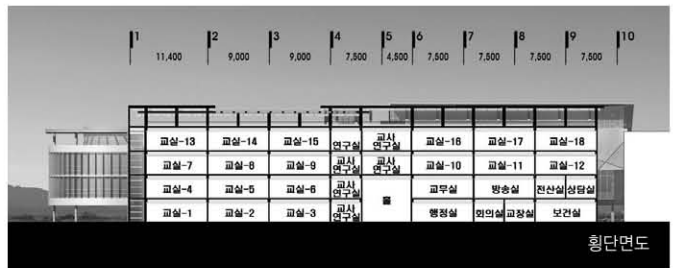 1 2 3 4 5 6 7 8 9 10
11,400 9,000 9,000 7,500 4,500 7,500 7,500 7,500 7,500
교실-13 교실-14 교실-15 교사연구실 교사연구실 교실-16 교실-17 교실-18
교실-7 교실-8 교실-9 교사연구실 교사연구실 교실-10 교실-11 교실-12
교실-4 교실-5 교실-6 교사연구실 홀 교무실 방송실 전산실 상담실
교실-1 교실-2 교실-3 교사연구실 행정실 회의실 교장실 보건실
횡단면도